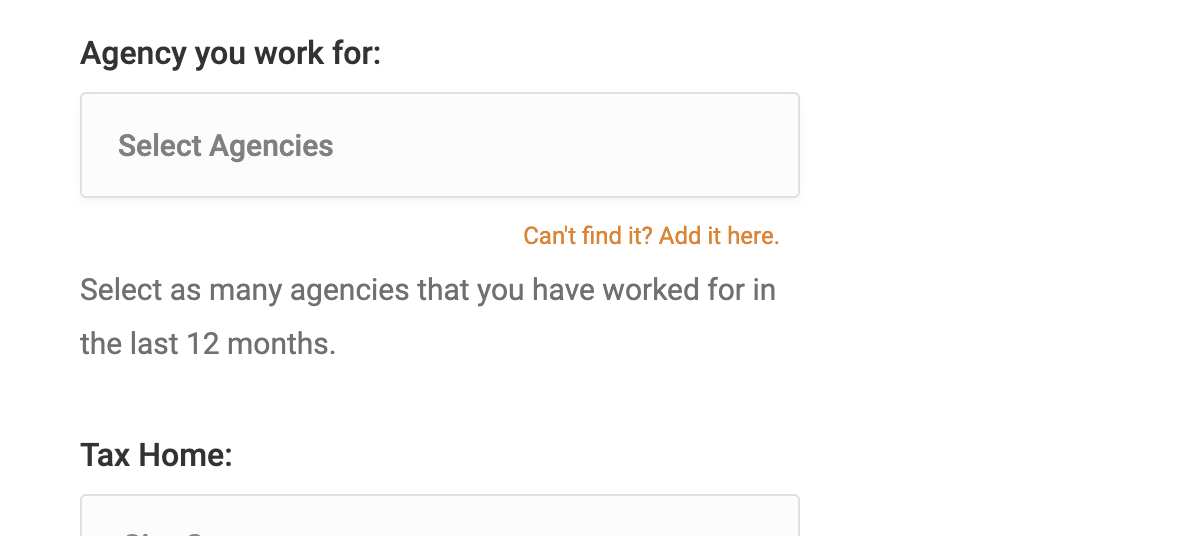 Agency you work for:
Select Agencies
Can't find it? Add it here.
Select as many agencies that you have worked for in
the last 12 months.
Tax Home: